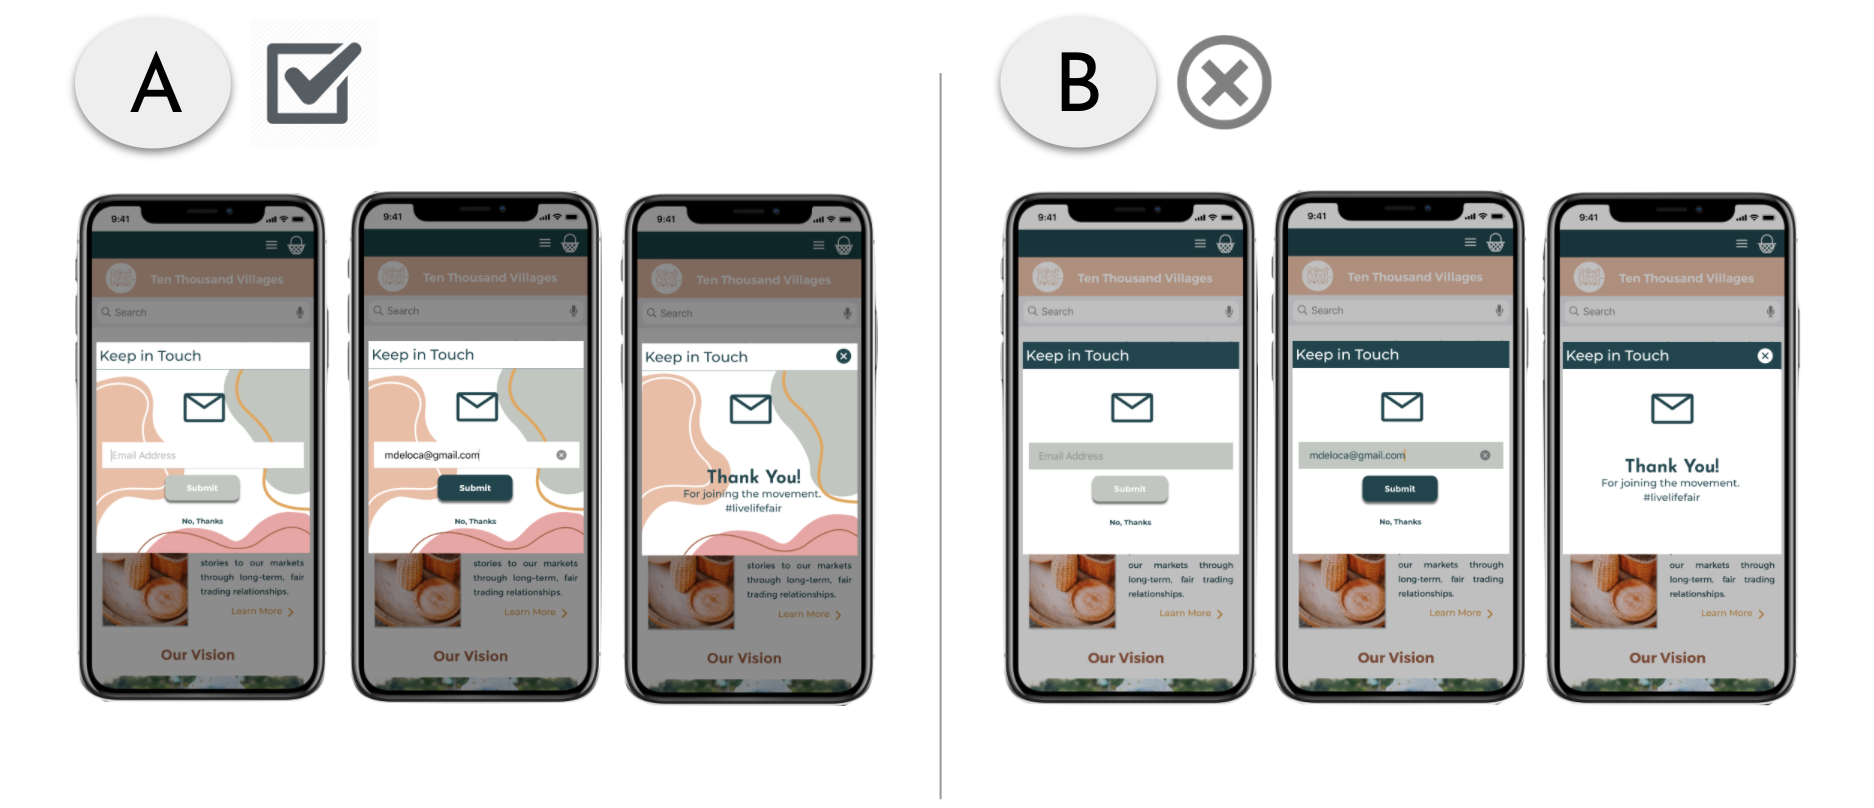 A
B
9:41
Ten Thousand Villages
Search
Keep in Touch
Email Address
Submit
No, Thanks
stories to our markets
through long-term, fair
trading relationships.
Learn More
Our Vision
9:41
Ten Thousand Villages
Search
Keep in Touch
mdeloca@gmail.com
Submit
No, Thanks
stories to our markets
through long-term, fair
trading relationships.
Learn More
Our Vision
9:41
Ten Thousand Villages
Search
Keep in Touch
Thank You!
For joining the movement.
#livelifefair
stories to our markets
through long-term, fair
trading relationships.
Learn More
Our Vision
9:41
Ten Thousand Villages
Search
Keep in Touch
Email Address
Submit
No, Thanks
our markets through
long-term, fair trading
relationships.
Learn More
Our Vision
9:41
Ten Thousand Villages
Search
Keep in Touch
mdeloca@gmail.com
Submit
No, Thanks
our markets through
long-term, fair trading
relationships.
Learn More
Our Vision
9:41
Ten Thousand Villages
Search
Keep in Touch
Thank You!
For joining the movement.
#livelifefair
our markets through
long-term, fair trading
relationships.
Learn More
Our Vision